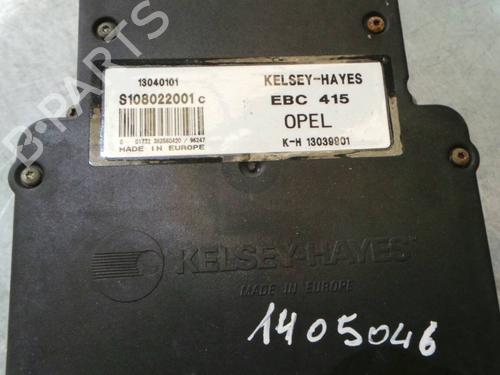 B-PARTS
13040101
S108022001 C
MADE IN EUROPE
KELSEY-HAYES
EBC 415
OPEL
K-H 13039901
KELSEY-HAYES
MADE IN EUROPE
1405046